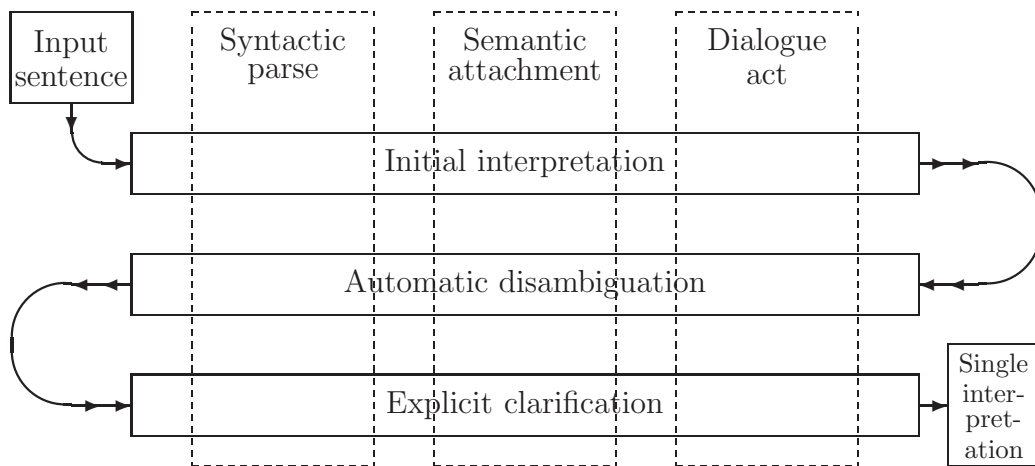 Input
sentence
Syntactic
parse
Semantic
attachment
Dialogue
act
Initial interpretation
Automatic disambiguation
Explicit clarification
Single
inter-
pret-
ation